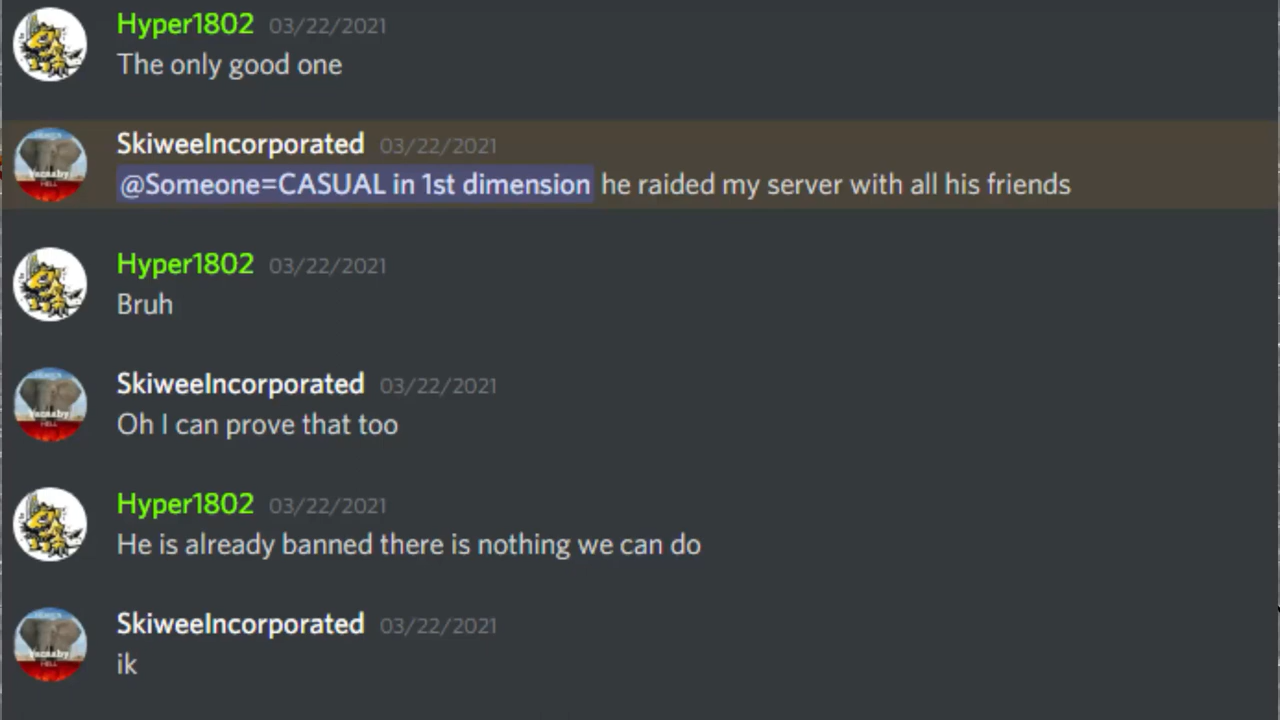 Hyper1802 03/22/2021
The only good one
SkiweeIncorporated 03/22/2021
@Someone=CASUAL in 1st dimension he raided my server with all his friends
Hyper1802 03/22/2021
Bruh
SkiweeIncorporated 03/22/2021
Oh I can prove that too
Hyper1802 03/22/2021
He is already banned there is nothing we can do
SkiweeIncorporated 03/22/2021
ik